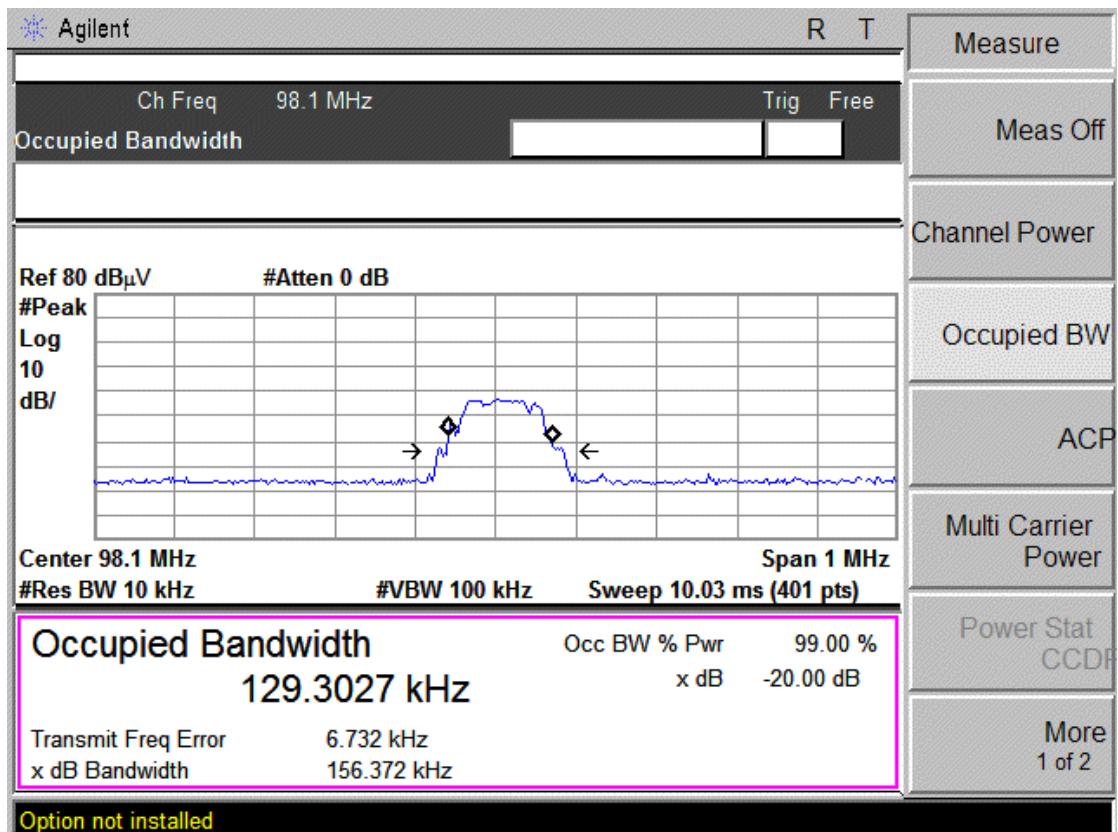 Agilent R T
Measure
Ch Freq 98.1 MHz Trig Free
Occupied Bandwidth
Meas Off
Channel Power
Ref 80 dBµV #Atten 0 dB
#Peak
Log
10
dB/
Occupied BW
ACP
Center 98.1 MHz Span 1 MHz
#Res BW 10 kHz #VBW 100 kHz Sweep 10.03 ms (401 pts)
Multi Carrier
Power
Occupied Bandwidth Occ BW % Pwr 99.00 %
129.3027 kHz x dB -20.00 dB
Transmit Freq Error 6.732 kHz
x dB Bandwidth 156.372 kHz
Power Stat
CCDF
More
1 of 2
Option not installed